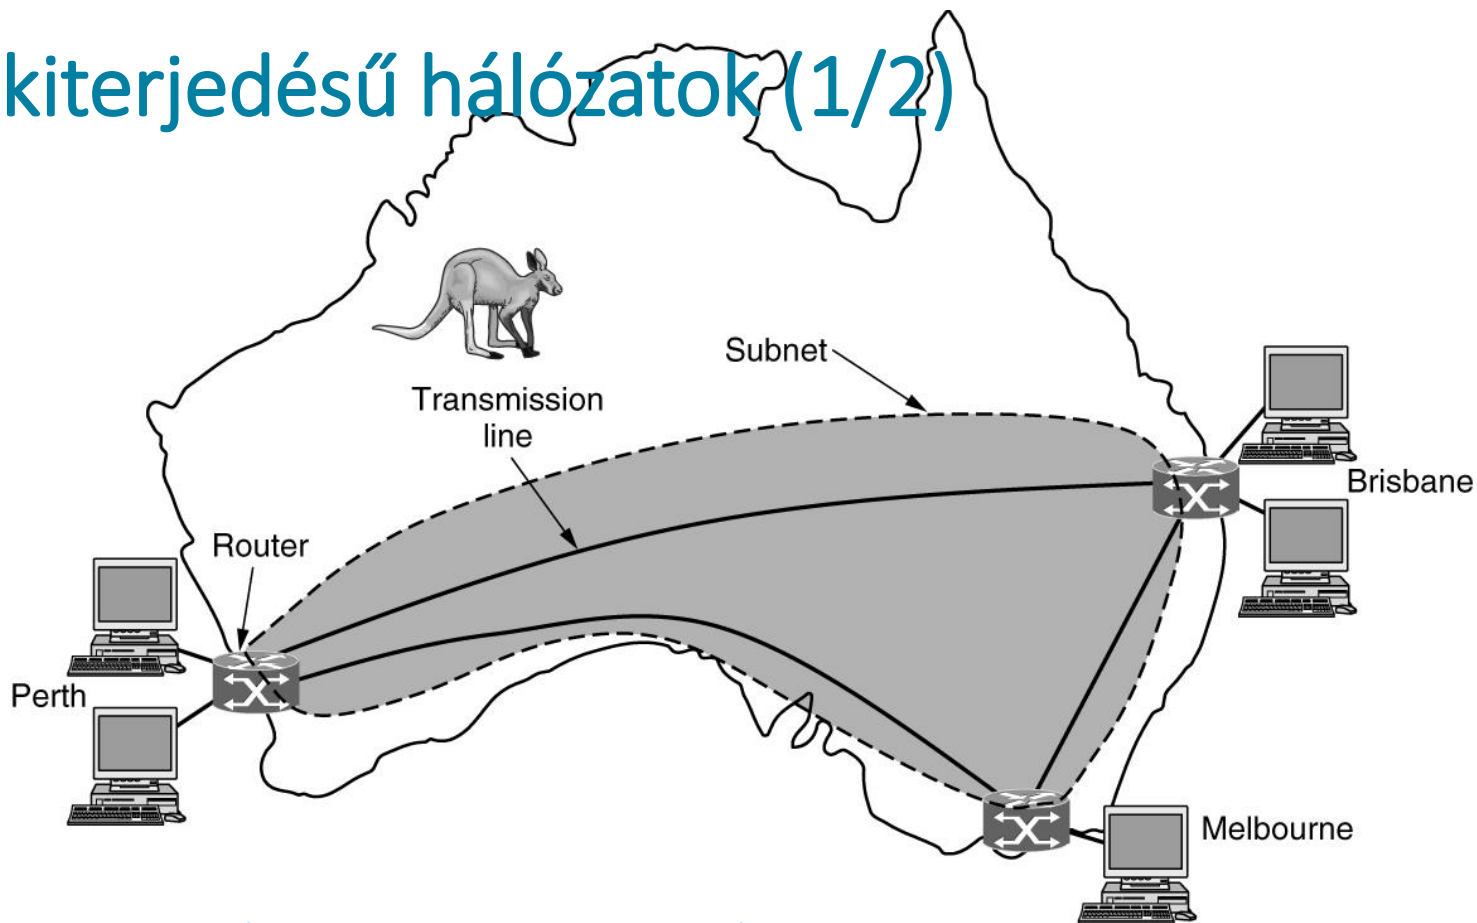 kiterjedésű hálózatok (1/2)
Subnet
Transmission
line
Brisbane
Router
Perth
Melbourne